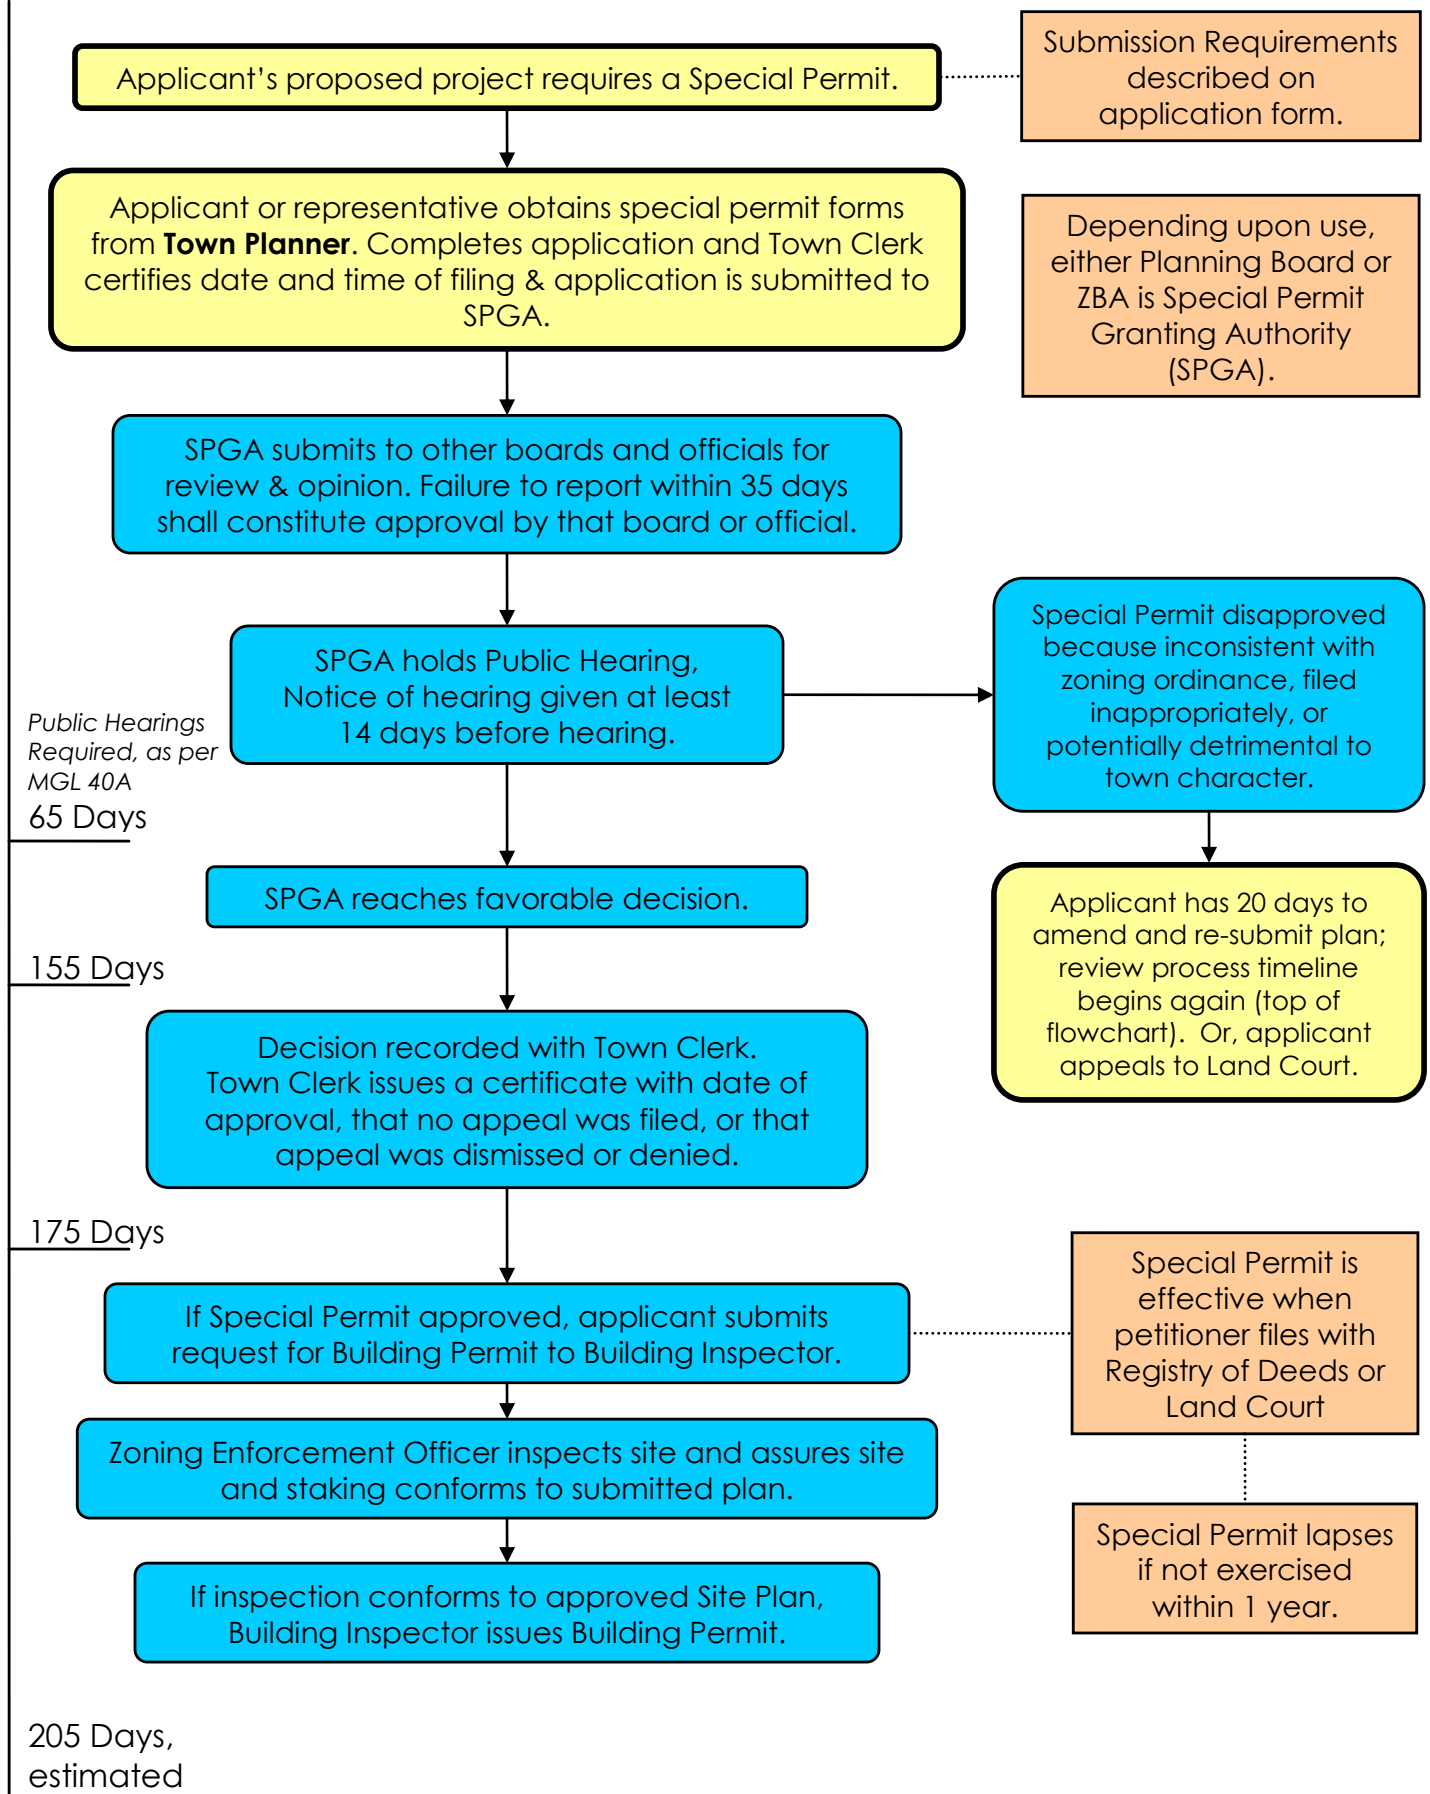 Applicant’s proposed project requires a Special Permit.
Submission Requirements
described on
application form.
Applicant or representative obtains special permit forms
from Town Planner. Completes application and Town Clerk
certifies date and time of filing & application is submitted to
SPGA.
Depending upon use,
either Planning Board or
ZBA is Special Permit
Granting Authority
(SPGA).
SPGA submits to other boards and officials for
review & opinion. Failure to report within 35 days
shall constitute approval by that board or official.
SPGA holds Public Hearing,
Notice of hearing given at least
14 days before hearing.
Special Permit disapproved
because inconsistent with
zoning ordinance, filed
inappropriately, or
potentially detrimental to
town character.
Public Hearings
Required, as per
MGL 40A
65 Days
SPGA reaches favorable decision.
Applicant has 20 days to
amend and re-submit plan;
review process timeline
begins again (top of
flowchart).  Or, applicant
appeals to Land Court.
155 Days
Decision recorded with Town Clerk.
Town Clerk issues a certificate with date of
approval, that no appeal was filed, or that
appeal was dismissed or denied.
175 Days
If Special Permit approved, applicant submits
request for Building Permit to Building Inspector.
Special Permit is
effective when
petitioner files with
Registry of Deeds or
Land Court
Zoning Enforcement Officer inspects site and assures site
and staking conforms to submitted plan.
Special Permit lapses
if not exercised
within 1 year.
If inspection conforms to approved Site Plan,
Building Inspector issues Building Permit.
205 Days,
estimated